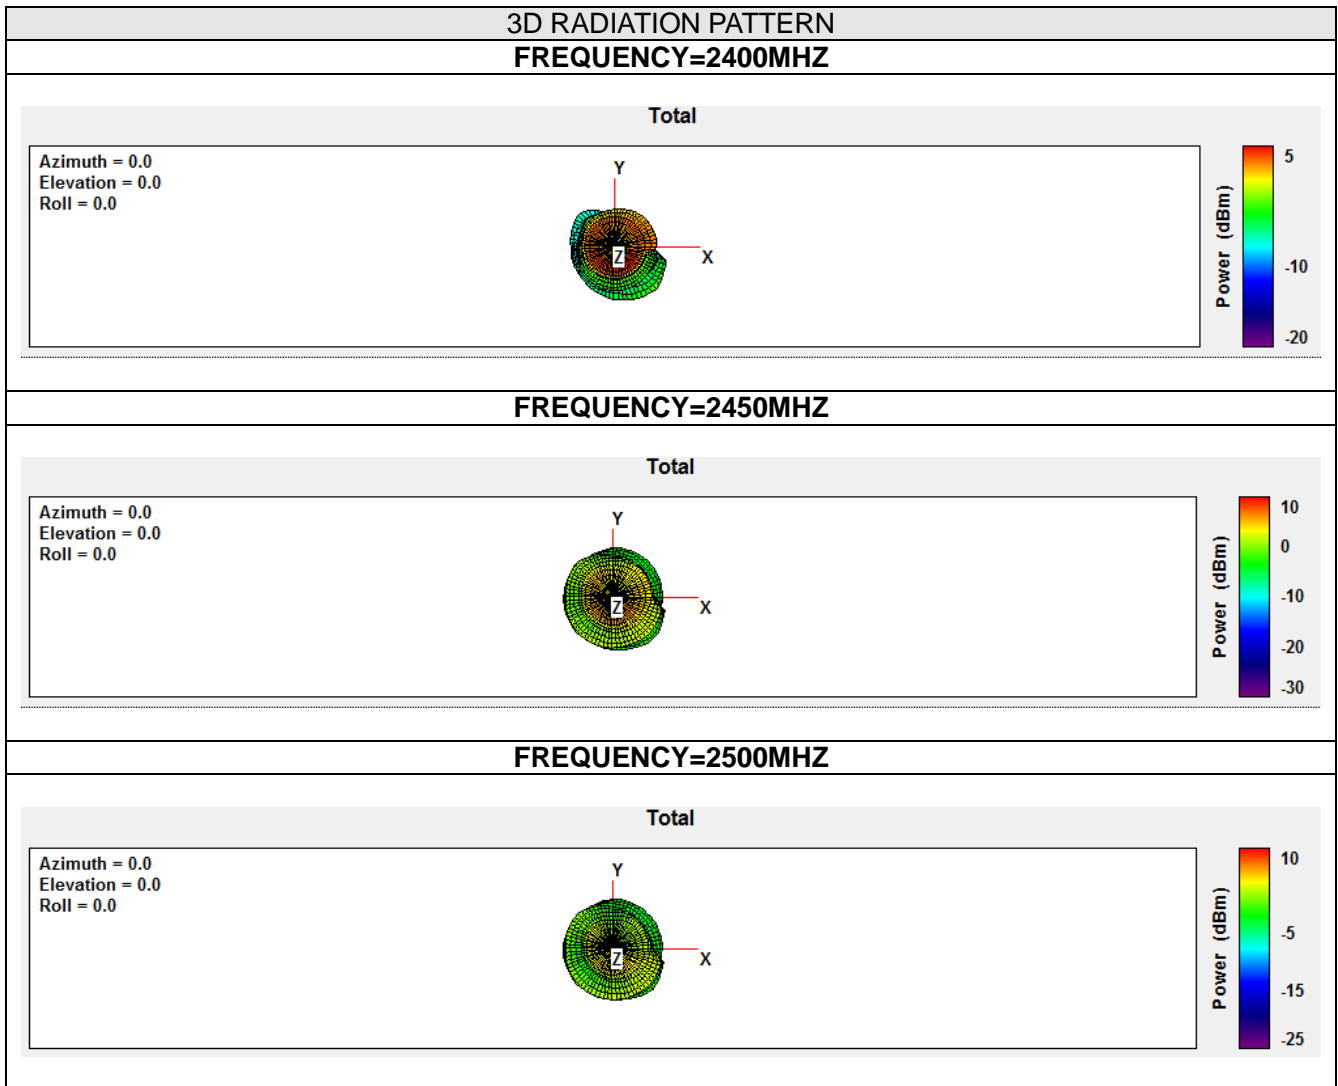 3D RADIATION PATTERN
FREQUENCY=2400MHZ
Total
Azimuth = 0.0
Elevation = 0.0
Roll = 0.0
Y
Z
X
Power (dBm)
5
-10
-20
FREQUENCY=2450MHZ
Total
Azimuth = 0.0
Elevation = 0.0
Roll = 0.0
Y
Z
X
Power (dBm)
10
0
-10
-20
-30
FREQUENCY=2500MHZ
Total
Azimuth = 0.0
Elevation = 0.0
Roll = 0.0
Y
Z
X
Power (dBm)
10
-5
-15
-25